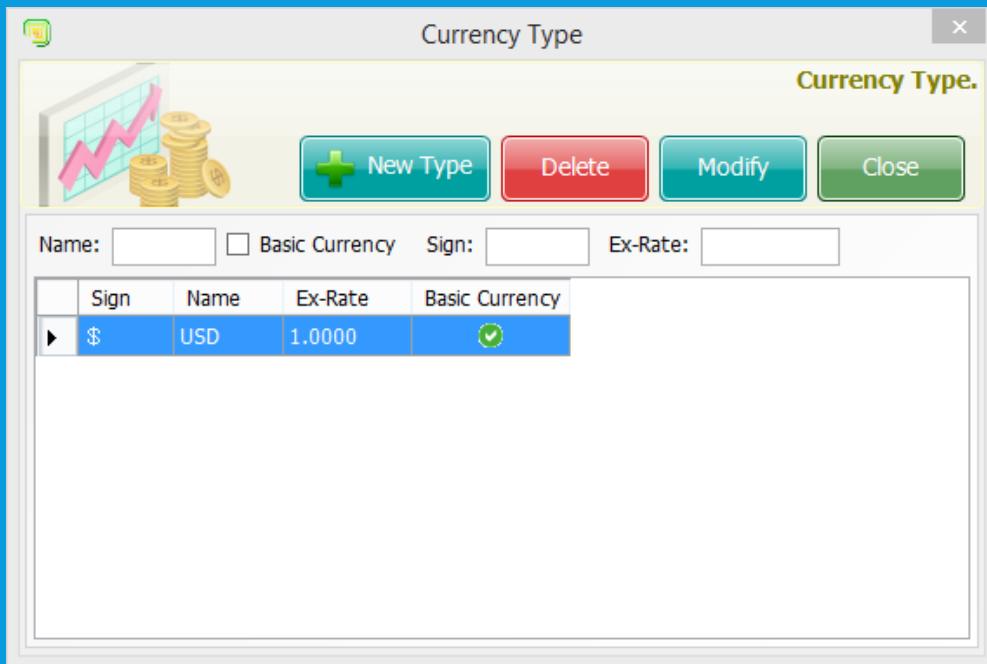 Currency Type
Currency Type.
New Type Delete Modify Close
Name: Basic Currency Sign: Ex-Rate:
Sign Name Ex-Rate Basic Currency
$ USD 1.0000